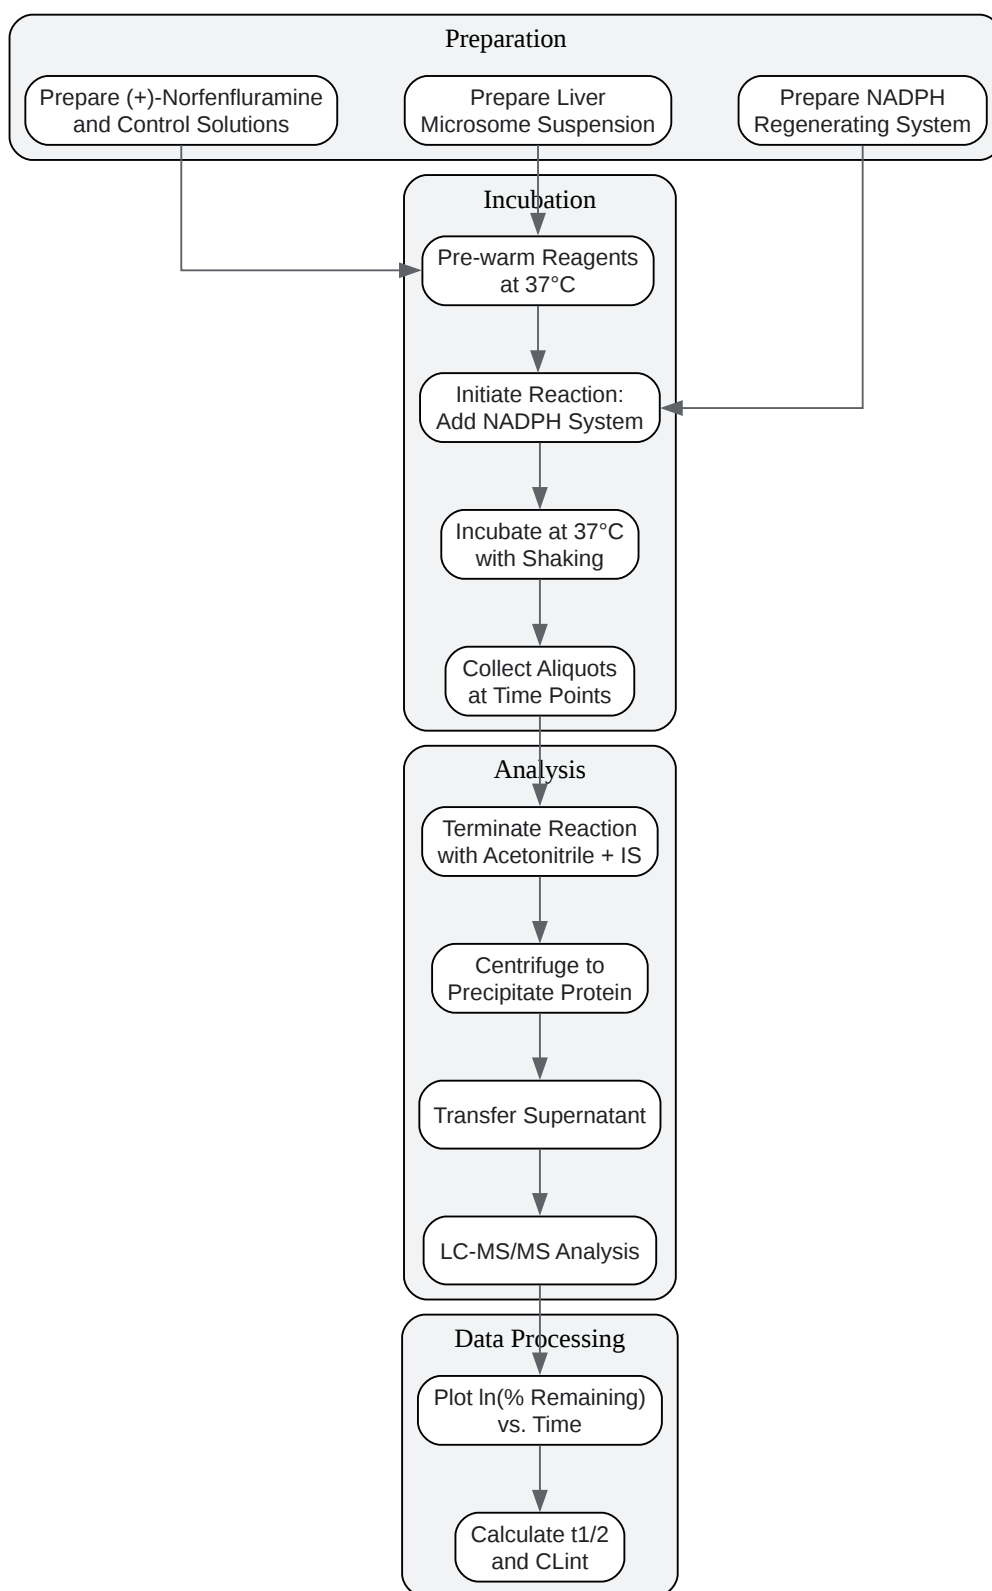 Preparation
Prepare (+)-Norfenfluramine
and Control Solutions
Prepare Liver
Microsome Suspension
Prepare NADPH
Regenerating System
Incubation
Pre-warm Reagents
at 37°C
Initiate Reaction:
Add NADPH System
Incubate at 37°C
with Shaking
Collect Aliquots
at Time Points
Analysis
Terminate Reaction
with Acetonitrile + IS
Centrifuge to
Precipitate Protein
Transfer Supernatant
LC-MS/MS Analysis
Data Processing
Plot ln(% Remaining)
vs. Time
Calculate t1/2
and CLint